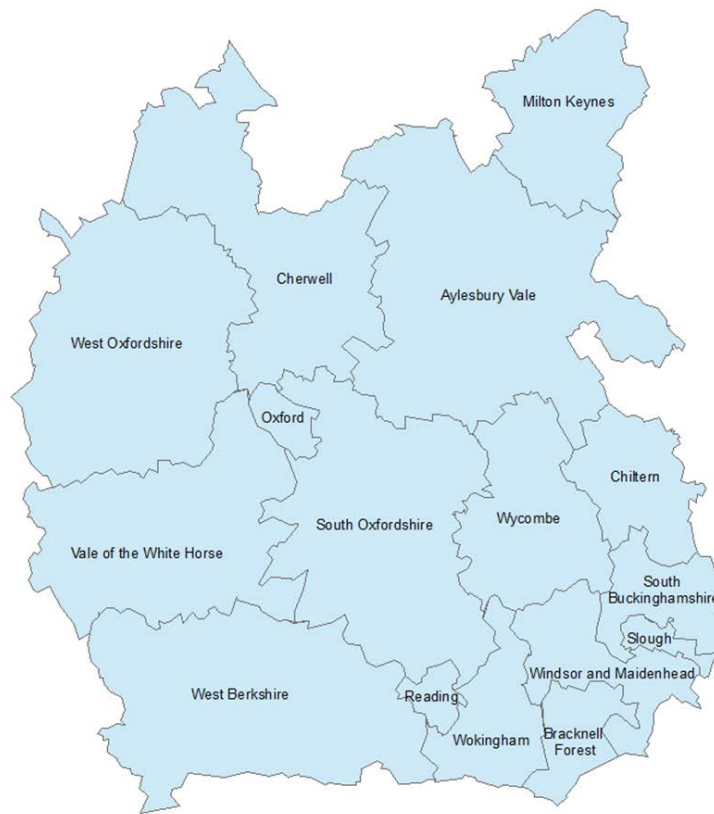 Milton Keynes
Cherwell
Aylesbury Vale
West Oxfordshire
Oxford
Chiltern
South Oxfordshire
Wycombe
Vale of the White Horse
South
Buckinghamshire
Slough
Windsor and Maidenhead
West Berkshire
Reading
Wokingham
Bracknell
Forest